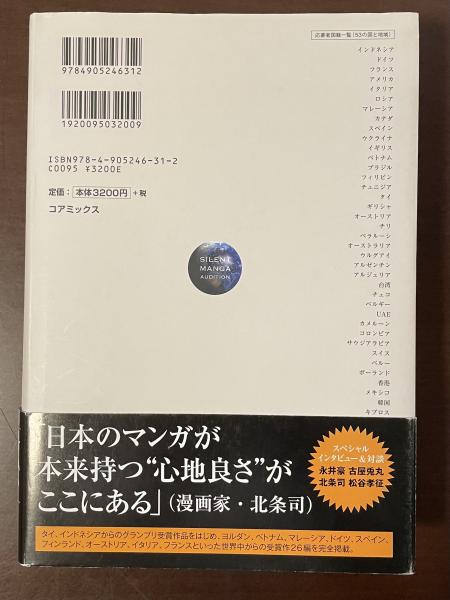 9784905246312
1920095032009
ISBN978-4-905246-31-2
C0095 ¥3200E
定価：本体3200円＋税
コアミックス
SILENT
MANGA
AUDITION
応募者国籍一覧［53の国と地域］
インドネシア
ドイツ
フランス
アメリカ
イタリア
ロシア
マレーシア
カナダ
スペイン
ウクライナ
イギリス
ベトナム
ブラジル
フィリピン
チュニジア
タイ
ギリシャ
オーストリア
チリ
ベラルーシ
オーストラリア
ウルグアイ
アルゼンチン
アルジェリア
台湾
チェコ
ベルギー
UAE
カメルーン
コロンビア
サウジアラビア
スイス
ペルー
ポーランド
香港
メキシコ
韓国
キプロス
「日本のマンガが
本来持つ“心地良さ”が
ここにある」（漫画家・北条司）
スペシャル
インタビュー＆対談
永井豪 古屋兎丸
北条司 松谷孝征
タイ、インドネシアからのグランプリ受賞作品をはじめ、ヨルダン、ベトナム、マレーシア、ドイツ、スペイン、
フィンランド、オーストリア、イタリア、フランスといった世界中からの受賞作26編を完全掲載。